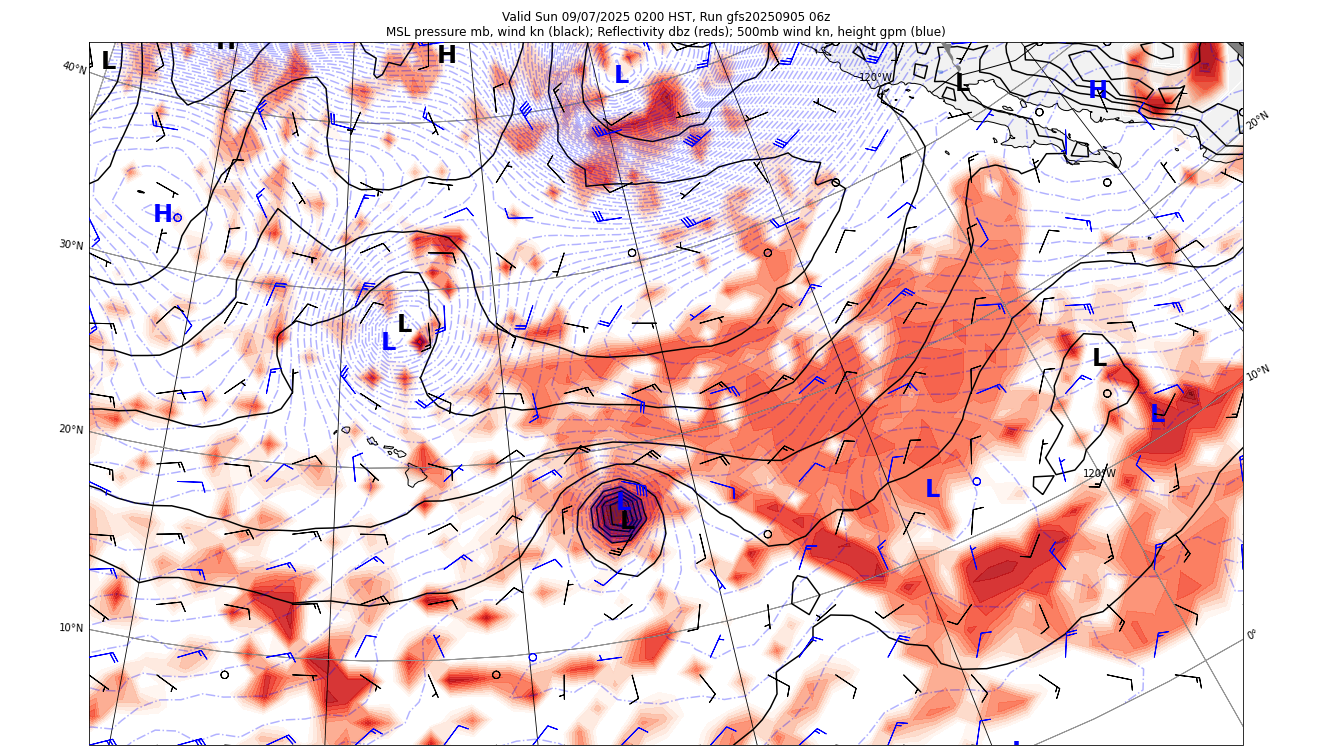 Valid Sun 09/07/2025 0200 HST, Run gfs20250905 06z
MSL pressure mb, wind kn (black); Reflectivity dbz (reds); 500mb wind kn, height gpm (blue)
H
H
L
40°N
L
120°W
L
H
20°N
H
30°N
L
L
L
10°N
L
20°N
120°W
L
L
L
10°N
0°
L